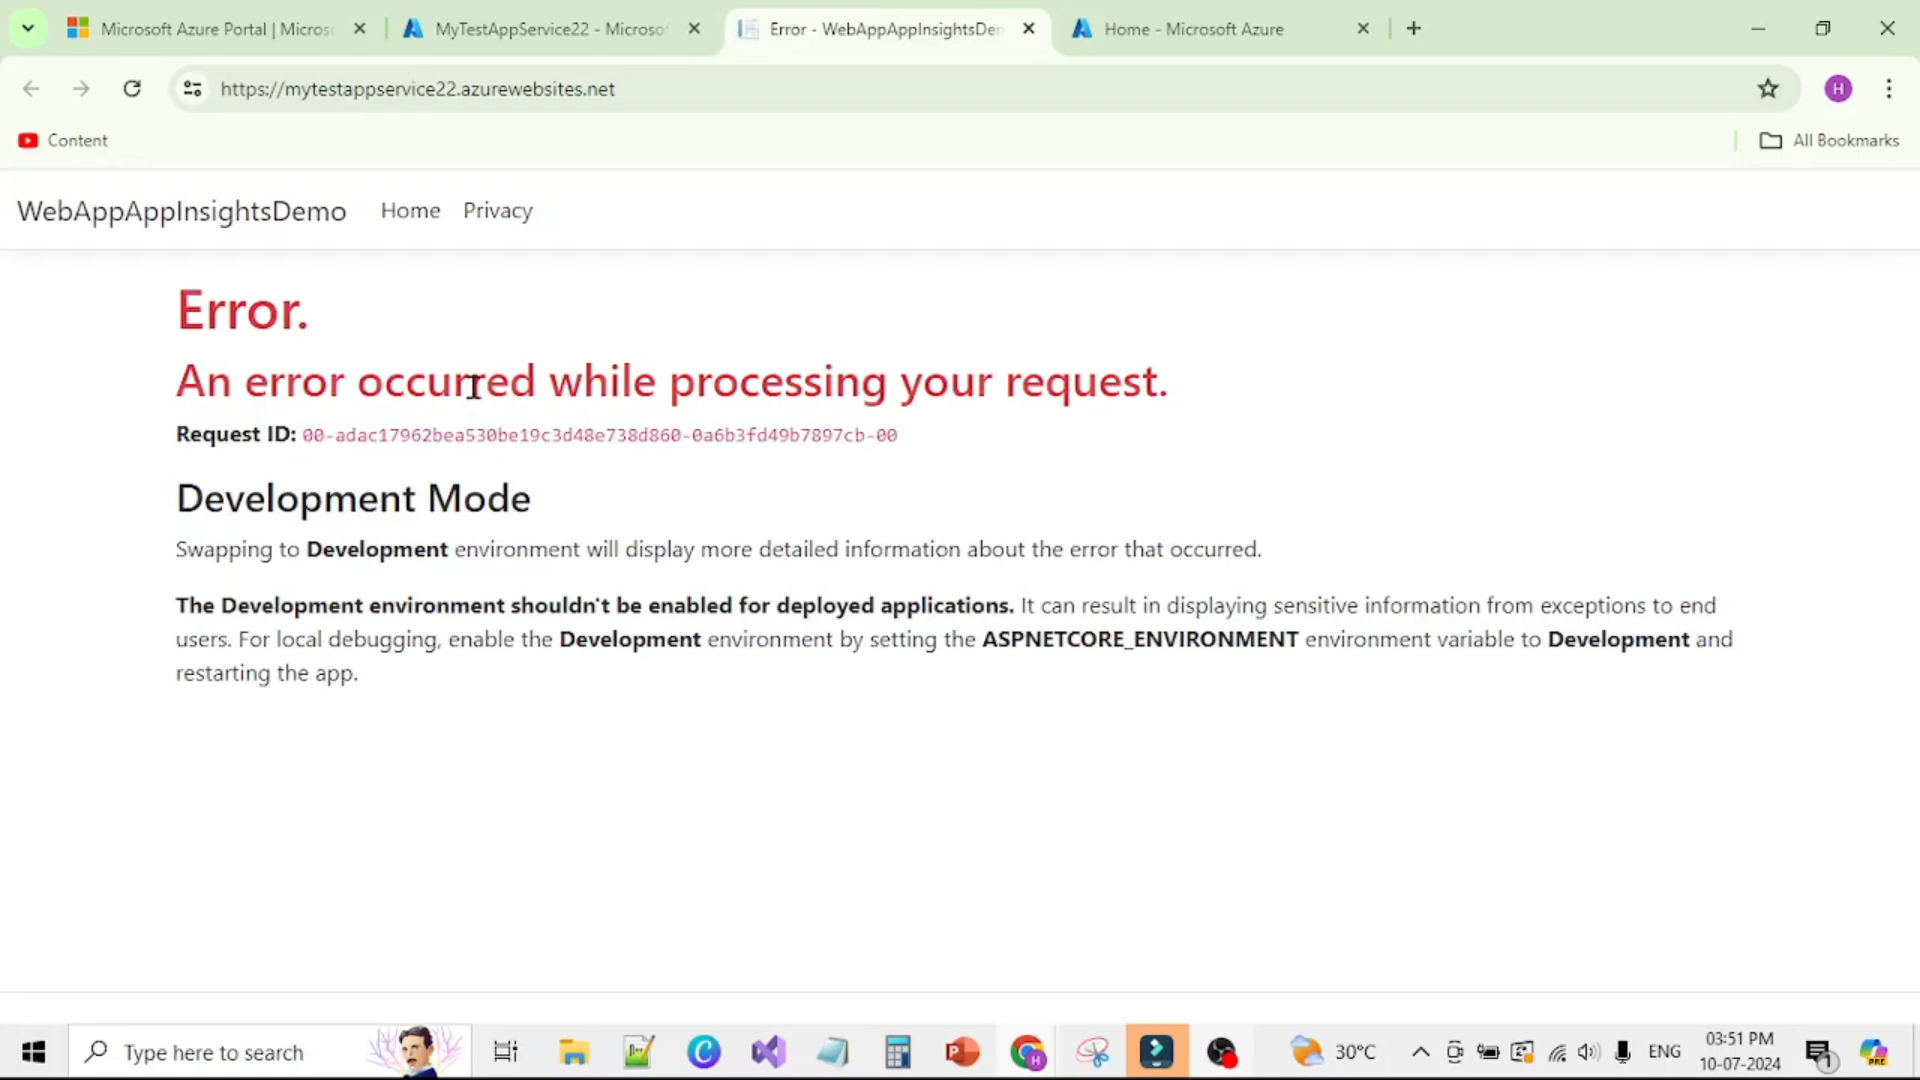 Microsoft Azure Portal | Micros
MyTestAppService22 - Microsof
Error - WebAppAppInsightsDem
Home - Microsoft Azure
https://mytestappservice22.azurewebsites.net
H
Content
All Bookmarks
WebAppAppInsightsDemo Home Privacy
Error.
An error occurred while processing your request.
Request ID: 00-adac17962bea530be19c3d48e738d860-0a6b3fd49b7897cb-00
Development Mode
Swapping to Development environment will display more detailed information about the error that occurred.
The Development environment shouldn't be enabled for deployed applications. It can result in displaying sensitive information from exceptions to end
users. For local debugging, enable the Development environment by setting the ASPNETCORE_ENVIRONMENT environment variable to Development and
restarting the app.
Type here to search
30°C
ENG
03:51 PM
10-07-2024
1
PRE